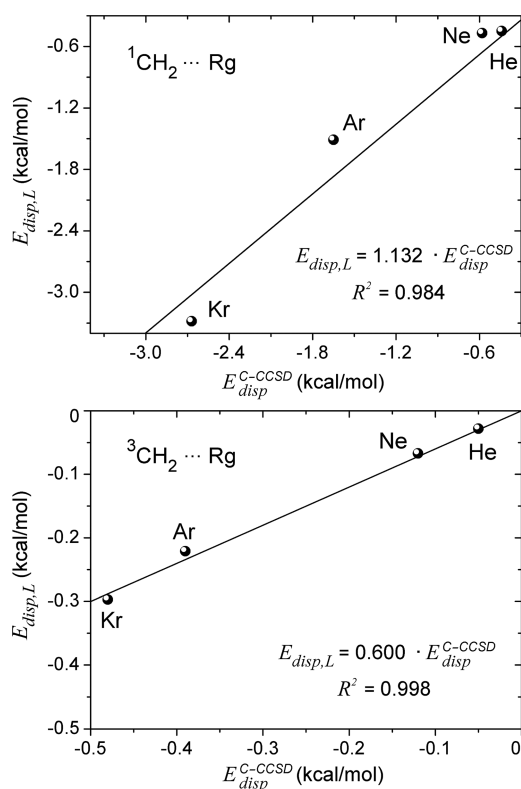 -0.6
-1.2
-1.8
-2.4
-3.0
E_disp,L (kcal/mol)
¹CH₂ ··· Rg
Ne
He
Ar
Kr
E_disp,L = 1.132 · E_disp^C-CCSD
R² = 0.984
-3.0 -2.4 -1.8 -1.2 -0.6
E_disp^C-CCSD (kcal/mol)
0
-0.1
-0.2
-0.3
-0.4
-0.5
E_disp,L (kcal/mol)
³CH₂ ··· Rg
Ne
He
Ar
Kr
E_disp,L = 0.600 · E_disp^C-CCSD
R² = 0.998
-0.5 -0.4 -0.3 -0.2 -0.1 0
E_disp^C-CCSD (kcal/mol)